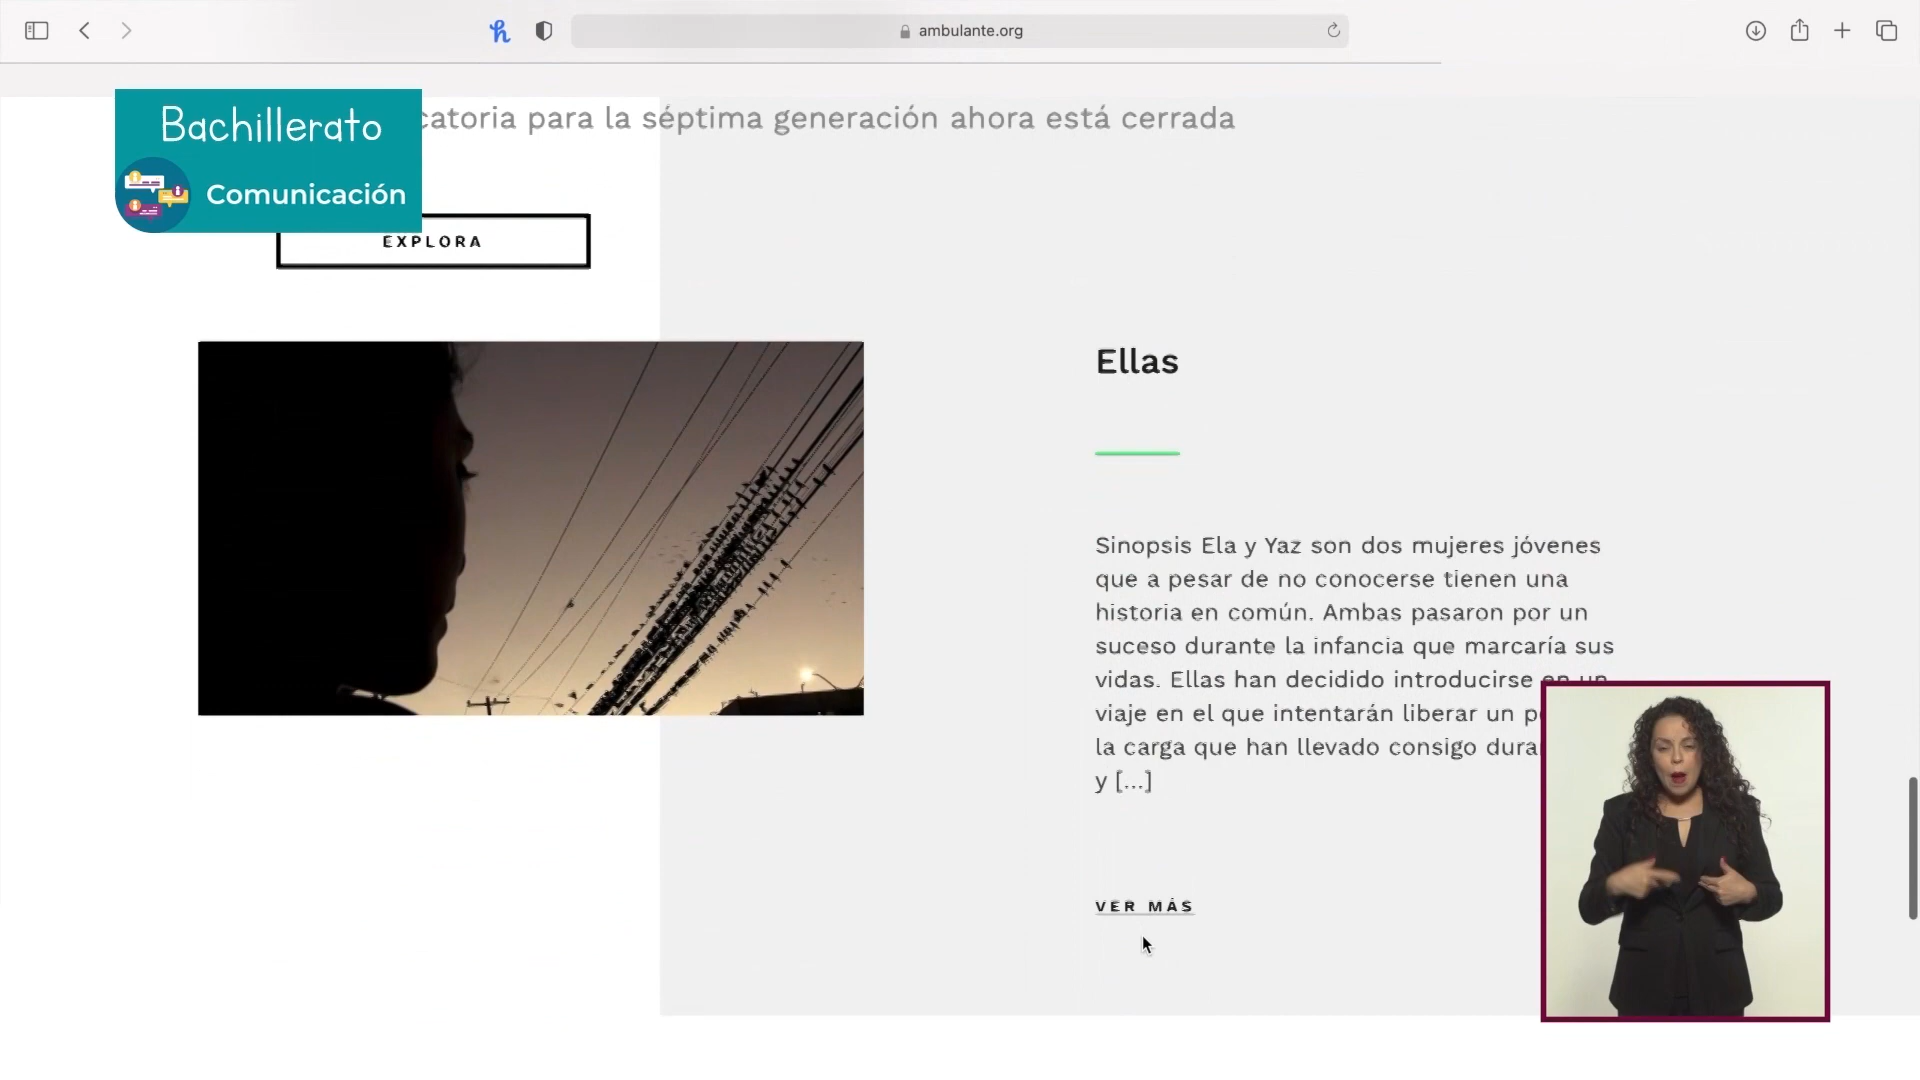 ambulante.org
Bachillerato
Comunicación
catoria para la séptima generación ahora está cerrada
EXPLORA
Ellas
Sinopsis Ela y Yaz son dos mujeres jóvenes
que a pesar de no conocerse tienen una
historia en común. Ambas pasaron por un
suceso durante la infancia que marcaría sus
vidas. Ellas han decidido introducirse en un
viaje en el que intentarán liberar un
la carga que han llevado consigo
y [...]
VER MÁS